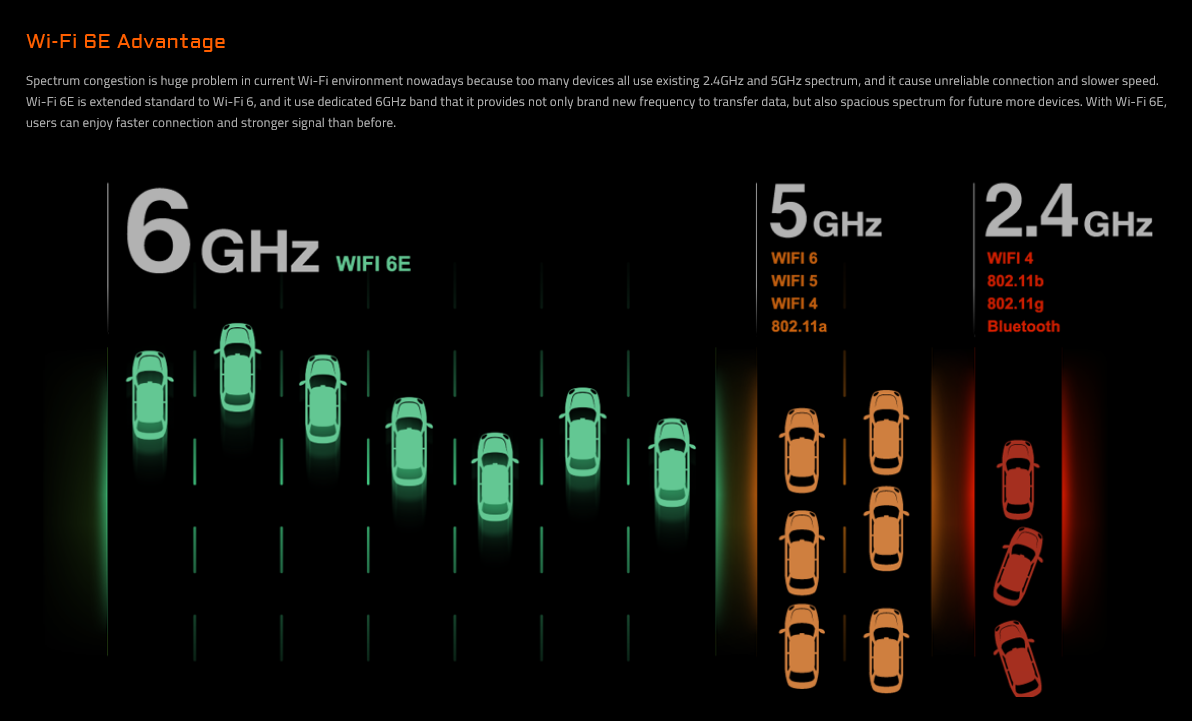 Wi-Fi 6E Advantage
Spectrum congestion is huge problem in current Wi-Fi environment nowadays because too many devices all use existing 2.4GHz and 5GHz spectrum, and it cause unreliable connection and slower speed.
Wi-Fi 6E is extended standard to Wi-Fi 6, and it use dedicated 6GHz band that it provides not only brand new frequency to transfer data, but also spacious spectrum for future more devices. With Wi-Fi 6E,
users can enjoy faster connection and stronger signal than before.
6 GHz WIFI 6E
5 GHz
WIFI 6
WIFI 5
WIFI 4
802.11a
2.4 GHz
WIFI 4
802.11b
802.11g
Bluetooth